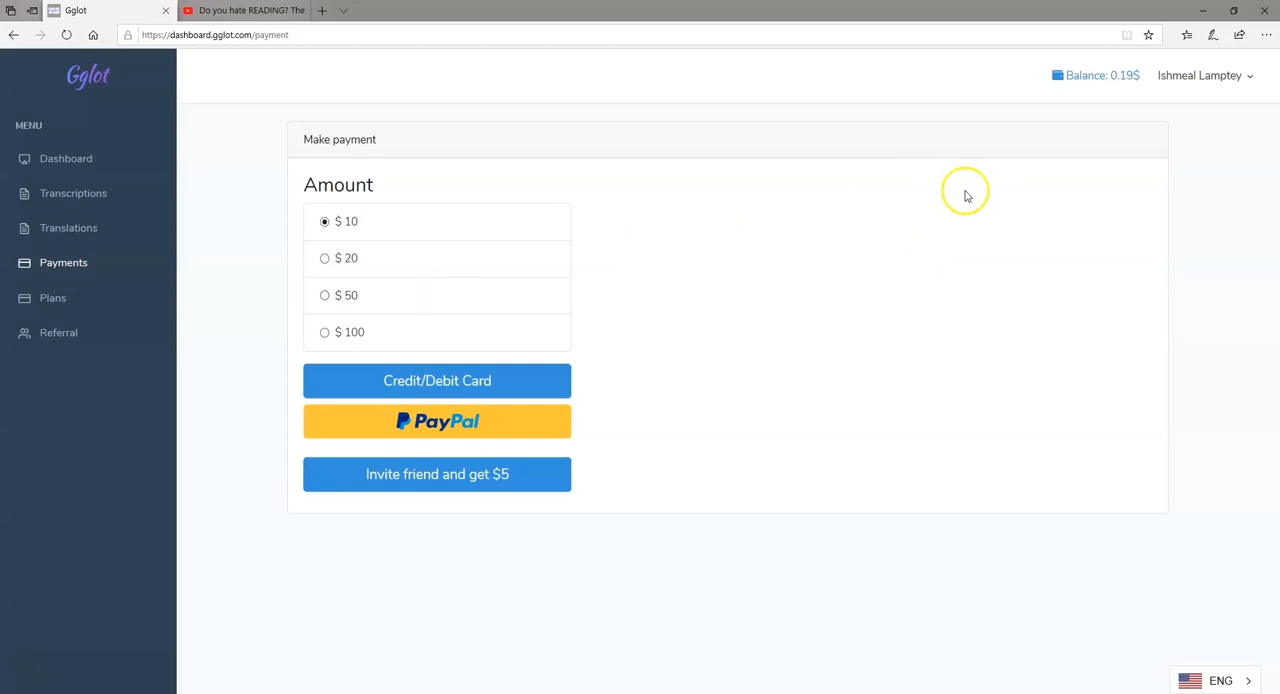 Gglot
Do you hate READING? The
https://dashboard.gglot.com/payment
Gglot
Balance: 0.19$
Ishmeal Lamptey
MENU
Dashboard
Transcriptions
Translations
Payments
Plans
Referral
Make payment
Amount
$ 10
$ 20
$ 50
$ 100
Credit/Debit Card
PayPal
Invite friend and get $5
ENG